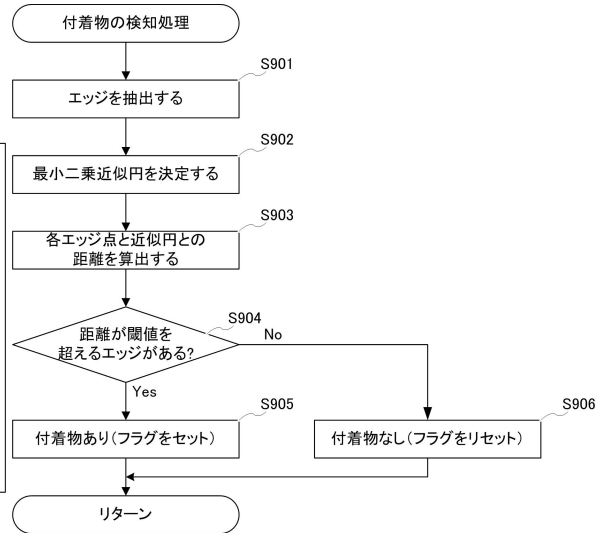 付着物の検知処理
S901
エッジを抽出する
S902
最小二乗近似円を決定する
S903
各エッジ点と近似円との
距離を算出する
S904
距離が閾値を
超えるエッジがある?
No
Yes
S905
付着物あり(フラグをセット)
S906
付着物なし(フラグをリセット)
リターン